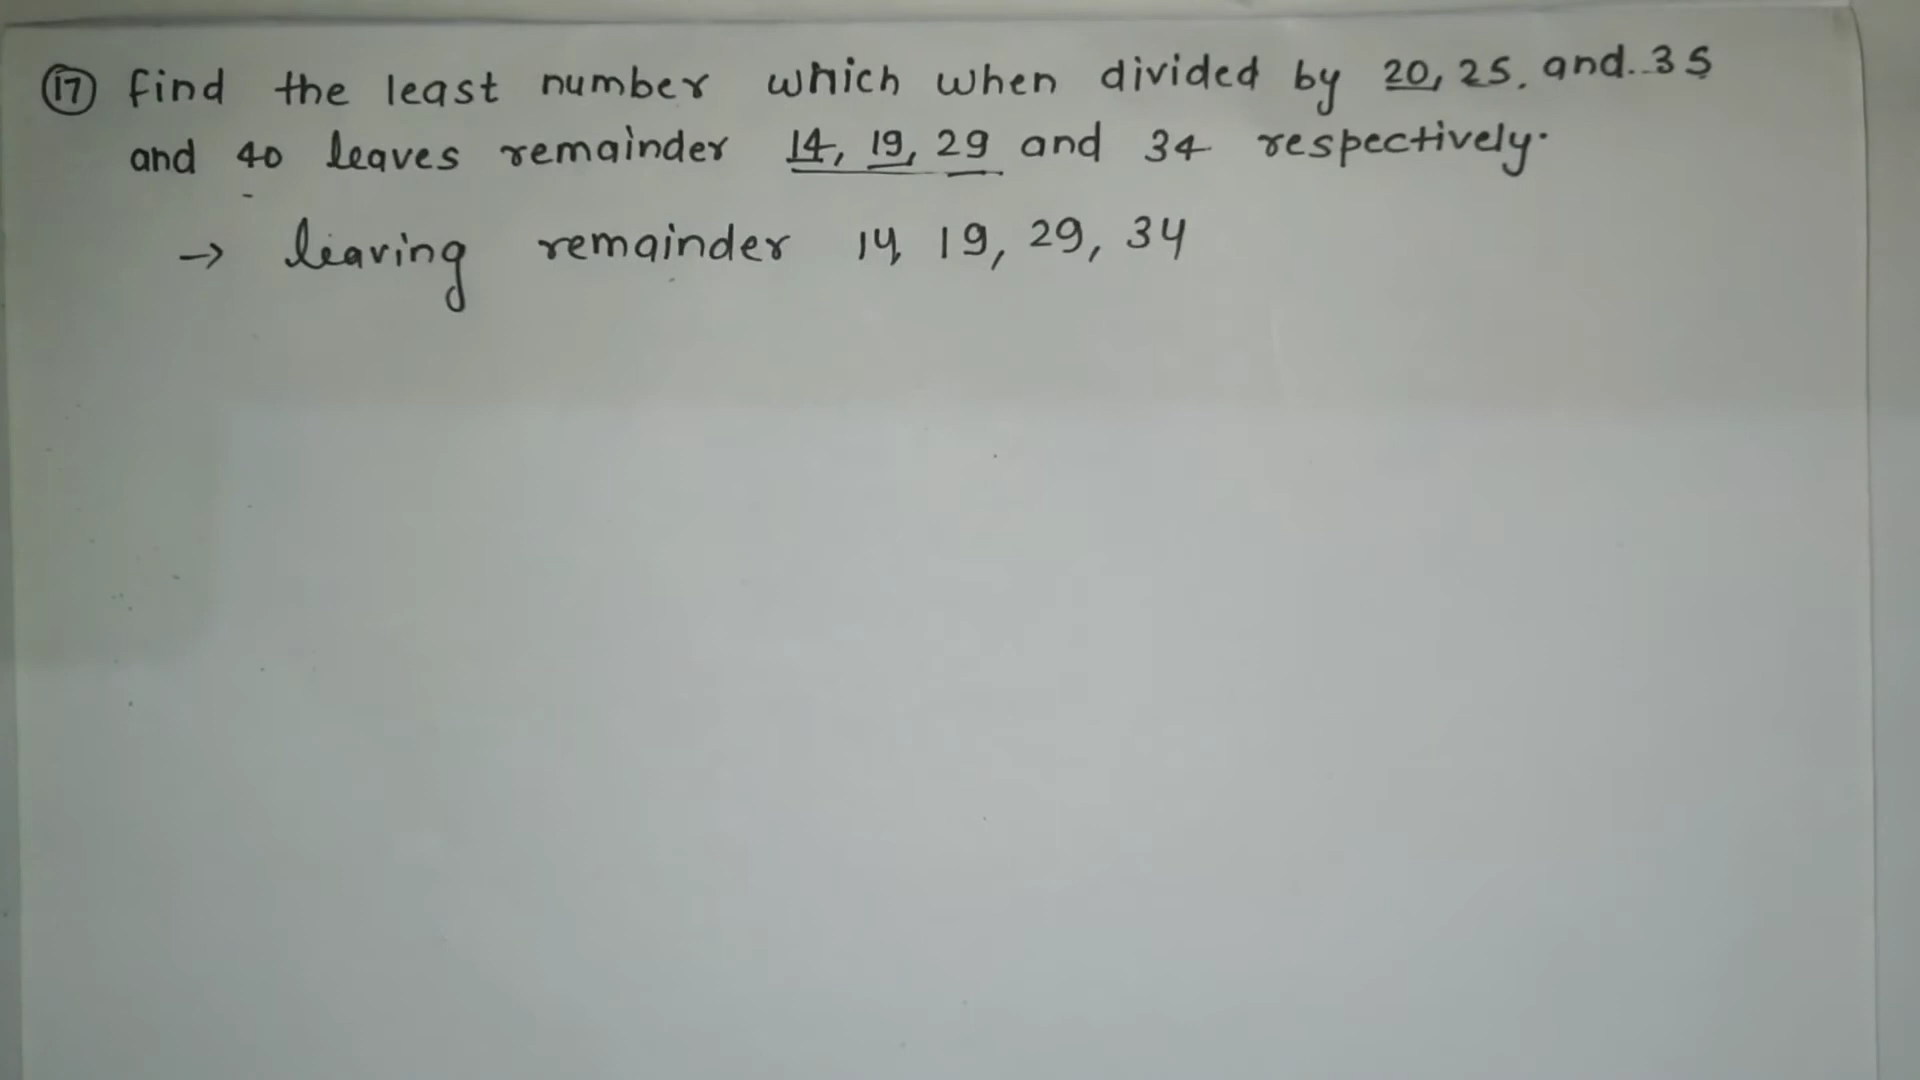 17 find the least number which when divided by 20, 25. and..35
and 40 leaves remainder 14, 19, 29 and 34 respectively.
→ leaving remainder 14, 19, 29, 34